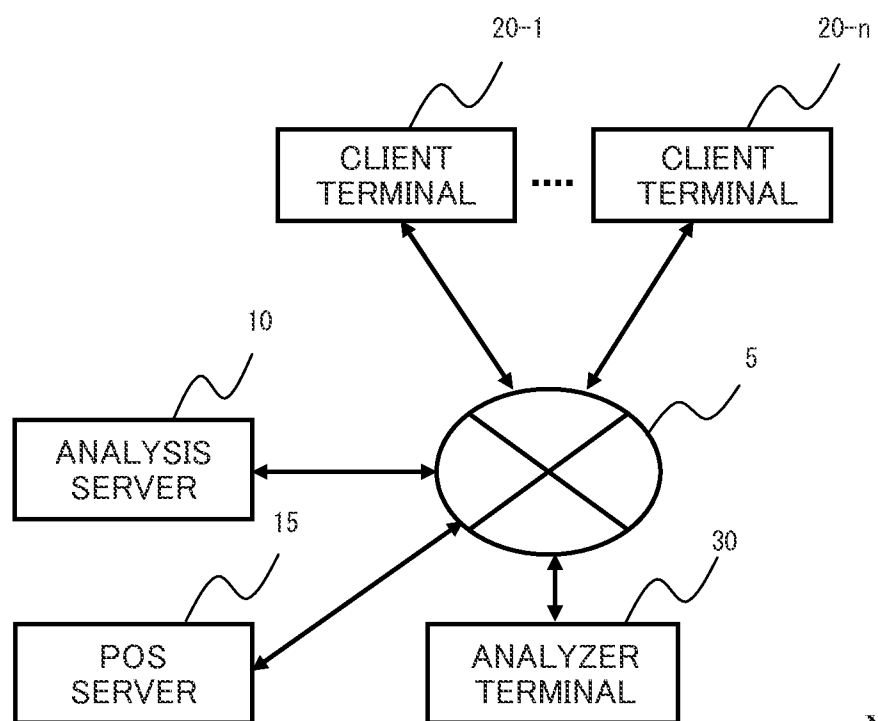 20-1
20-n
CLIENT
TERMINAL
CLIENT
TERMINAL
10
5
ANALYSIS
SERVER
15
30
POS
SERVER
ANALYZER
TERMINAL